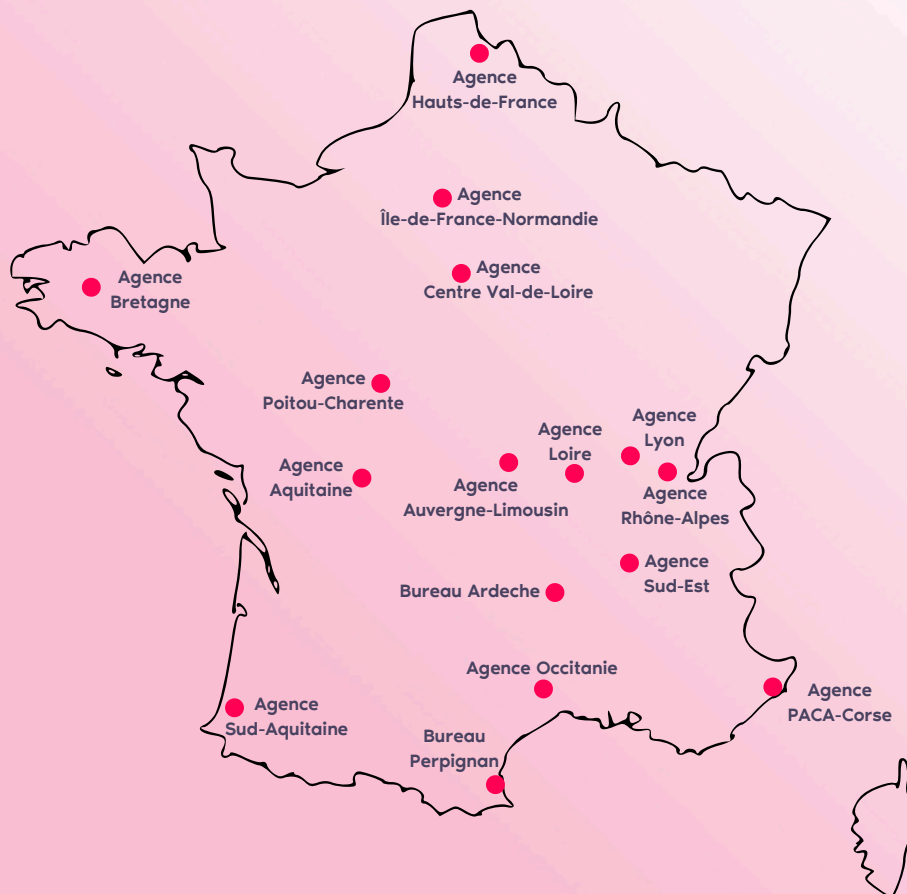 Agence
Hauts-de-France
Agence
Île-de-France-Normandie
Agence
Centre Val-de-Loire
Agence
Bretagne
Agence
Poitou-Charente
Agence
Lyon
Agence
Loire
Agence
Aquitaine
Agence
Auvergne-Limousin
Agence
Rhône-Alpes
Agence
Sud-Est
Bureau Ardeche
Agence Occitanie
Agence
PACA-Corse
Agence
Sud-Aquitaine
Bureau
Perpignan